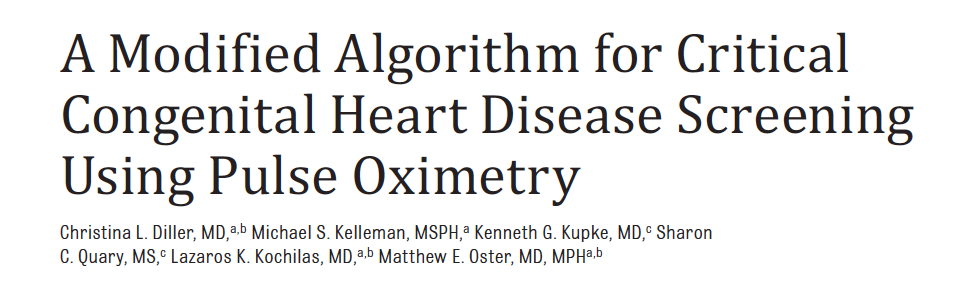 A Modified Algorithm for Critical
Congenital Heart Disease Screening
Using Pulse Oximetry
Christina L. Diller, MD,a,b Michael S. Kelleman, MSPH,a Kenneth G. Kupke, MD,c Sharon
C. Quary, MS,c Lazaros K. Kochilas, MD,a,b Matthew E. Oster, MD, MPHa,b